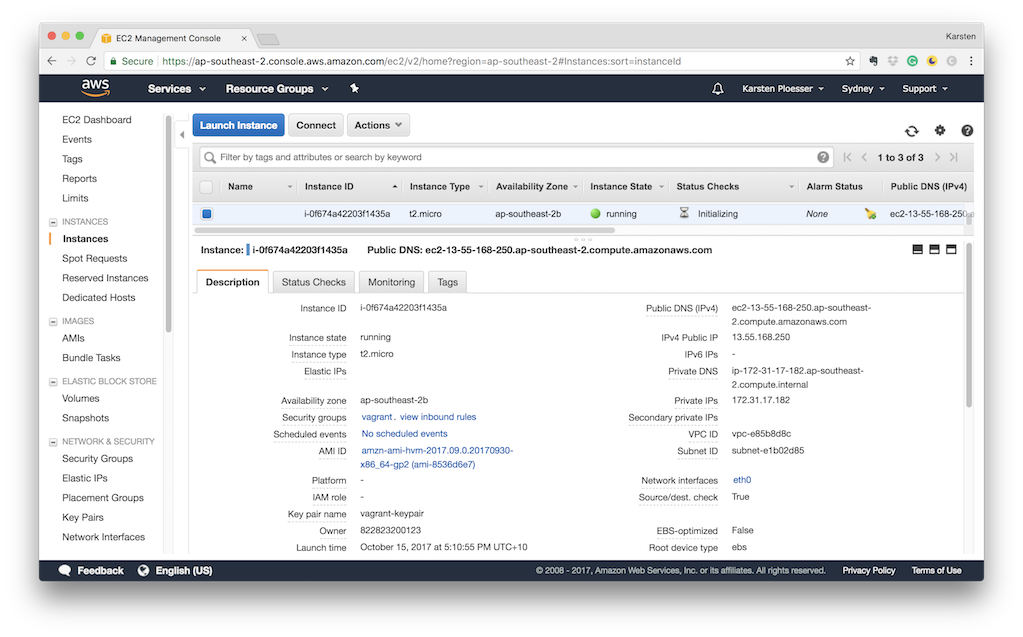 EC2 Management Console
Karsten
Secure https://ap-southeast-2.console.aws.amazon.com/ec2/v2/home?region=ap-southeast-2#Instances:sort=instanceId
aws Services Resource Groups Karsten Ploesser Sydney Support
EC2 Dashboard
Events
Tags
Reports
Limits
INSTANCES
Instances
Spot Requests
Reserved Instances
Dedicated Hosts
IMAGES
AMIs
Bundle Tasks
ELASTIC BLOCK STORE
Volumes
Snapshots
NETWORK & SECURITY
Security Groups
Elastic IPs
Placement Groups
Key Pairs
Network Interfaces
Launch Instance Connect Actions
Filter by tags and attributes or search by keyword 1 to 3 of 3
Name Instance ID Instance Type Availability Zone Instance State Status Checks Alarm Status Public DNS (IPv4)
i-0f674a42203f1435a t2.micro ap-southeast-2b running Initializing None ec2-13-55-168-250.a
Instance: i-0f674a42203f1435a Public DNS: ec2-13-55-168-250.ap-southeast-2.compute.amazonaws.com
Description Status Checks Monitoring Tags
Instance ID i-0f674a42203f1435a
Instance state running
Instance type t2.micro
Elastic IPs
Availability zone ap-southeast-2b
Security groups vagrant. view inbound rules
Scheduled events No scheduled events
AMI ID amzn-ami-hvm-2017.09.0.20170930-
x86_64-gp2 (ami-8536d6e7)
Platform -
IAM role -
Key pair name vagrant-keypair
Owner 822823200123
Launch time October 15, 2017 at 5:10:55 PM UTC+10
Public DNS (IPv4) ec2-13-55-168-250.ap-southeast-
2.compute.amazonaws.com
IPv4 Public IP 13.55.168.250
IPv6 IPs -
Private DNS ip-172-31-17-182.ap-southeast-
2.compute.internal
Private IPs 172.31.17.182
Secondary private IPs
VPC ID vpc-e85b8d8c
Subnet ID subnet-e1b02d85
Network interfaces eth0
Source/dest. check True
EBS-optimized False
Root device type ebs
Feedback English (US) © 2008 - 2017, Amazon Web Services, Inc. or its affiliates. All rights reserved. Privacy Policy Terms of Use